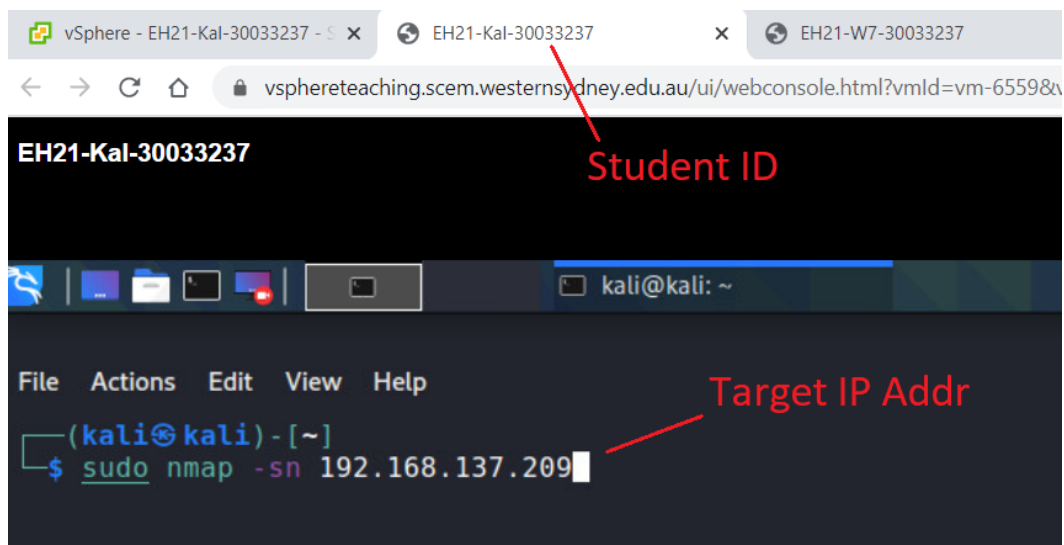 vSphere - EH21-Kal-30033237 - S
EH21-Kal-30033237
EH21-W7-30033237
vsphereteaching.scem.westernsydney.edu.au/ui/webconsole.html?vmId=vm-6559&v
EH21-Kal-30033237
Student ID
kali@kali: ~
File Actions Edit View Help
Target IP Addr
(kali㉿kali)-[~]
$ sudo nmap -sn 192.168.137.209